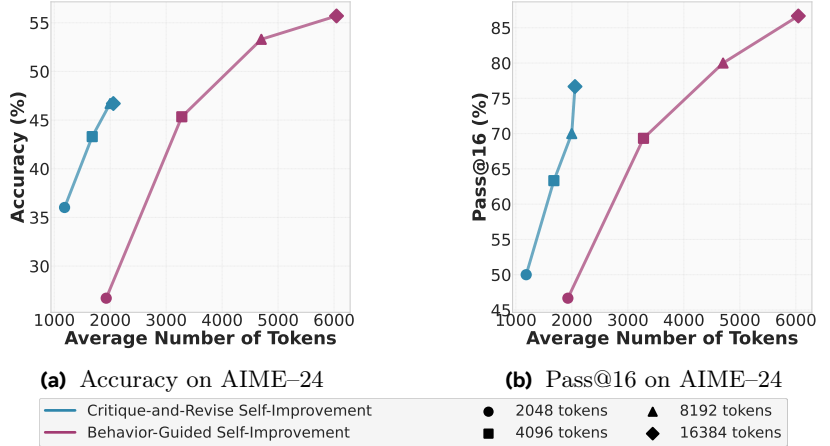 Accuracy (%)
55
50
45
40
35
30
1000 2000 3000 4000 5000 6000
Average Number of Tokens
(a) Accuracy on AIME–24
Pass@16 (%)
85
80
75
70
65
60
55
50
45
1000 2000 3000 4000 5000 6000
Average Number of Tokens
(b) Pass@16 on AIME–24
Critique-and-Revise Self-Improvement
Behavior-Guided Self-Improvement
2048 tokens
4096 tokens
8192 tokens
16384 tokens